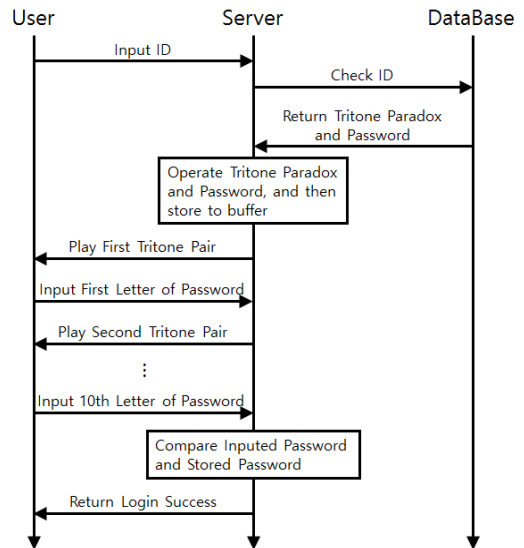 User Server DataBase
Input ID
Check ID
Return Tritone Paradox
and Password
Operate Tritone Paradox
and Password, and then
store to buffer
Play First Tritone Pair
Input First Letter of Password
Play Second Tritone Pair
⋮
Input 10th Letter of Password
Compare Inputed Password
and Stored Password
Return Login Success